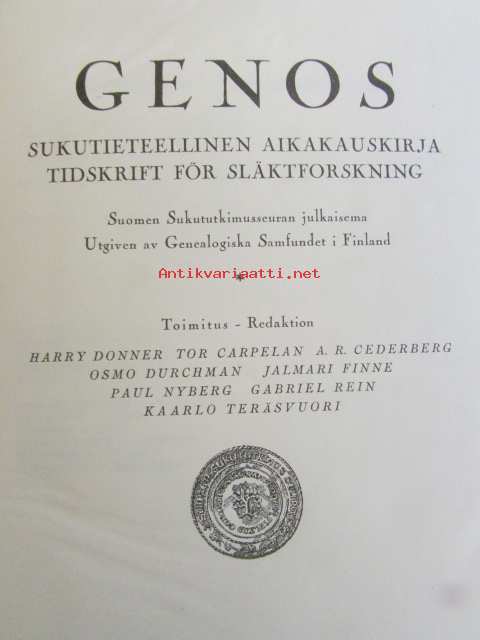 GENOS
SUKUTIETEELLINEN AIKAKAUSKIRJA
TIDSKRIFT FÖR SLÄKTFORSKNING
Suomen Sukututkimusseuran julkaisema
Utgiven av Genealogiska Samfundet i Finland
Antikvariaatti.net
*
Toimitus - Redaktion
HARRY DONNER TOR CARPELAN A. R. CEDERBERG
OSMO DURCHMAN JALMARI FINNE
PAUL NYBERG GABRIEL REIN
KAARLO TERÄSVUORI